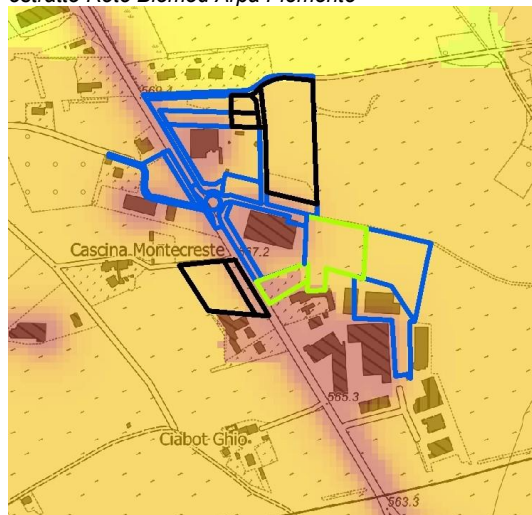 estratto Rete Biomod Arpa Piemonte
569.4
Cascina Montecreste
567.2
565.3
Ciabot Ghio
563.3